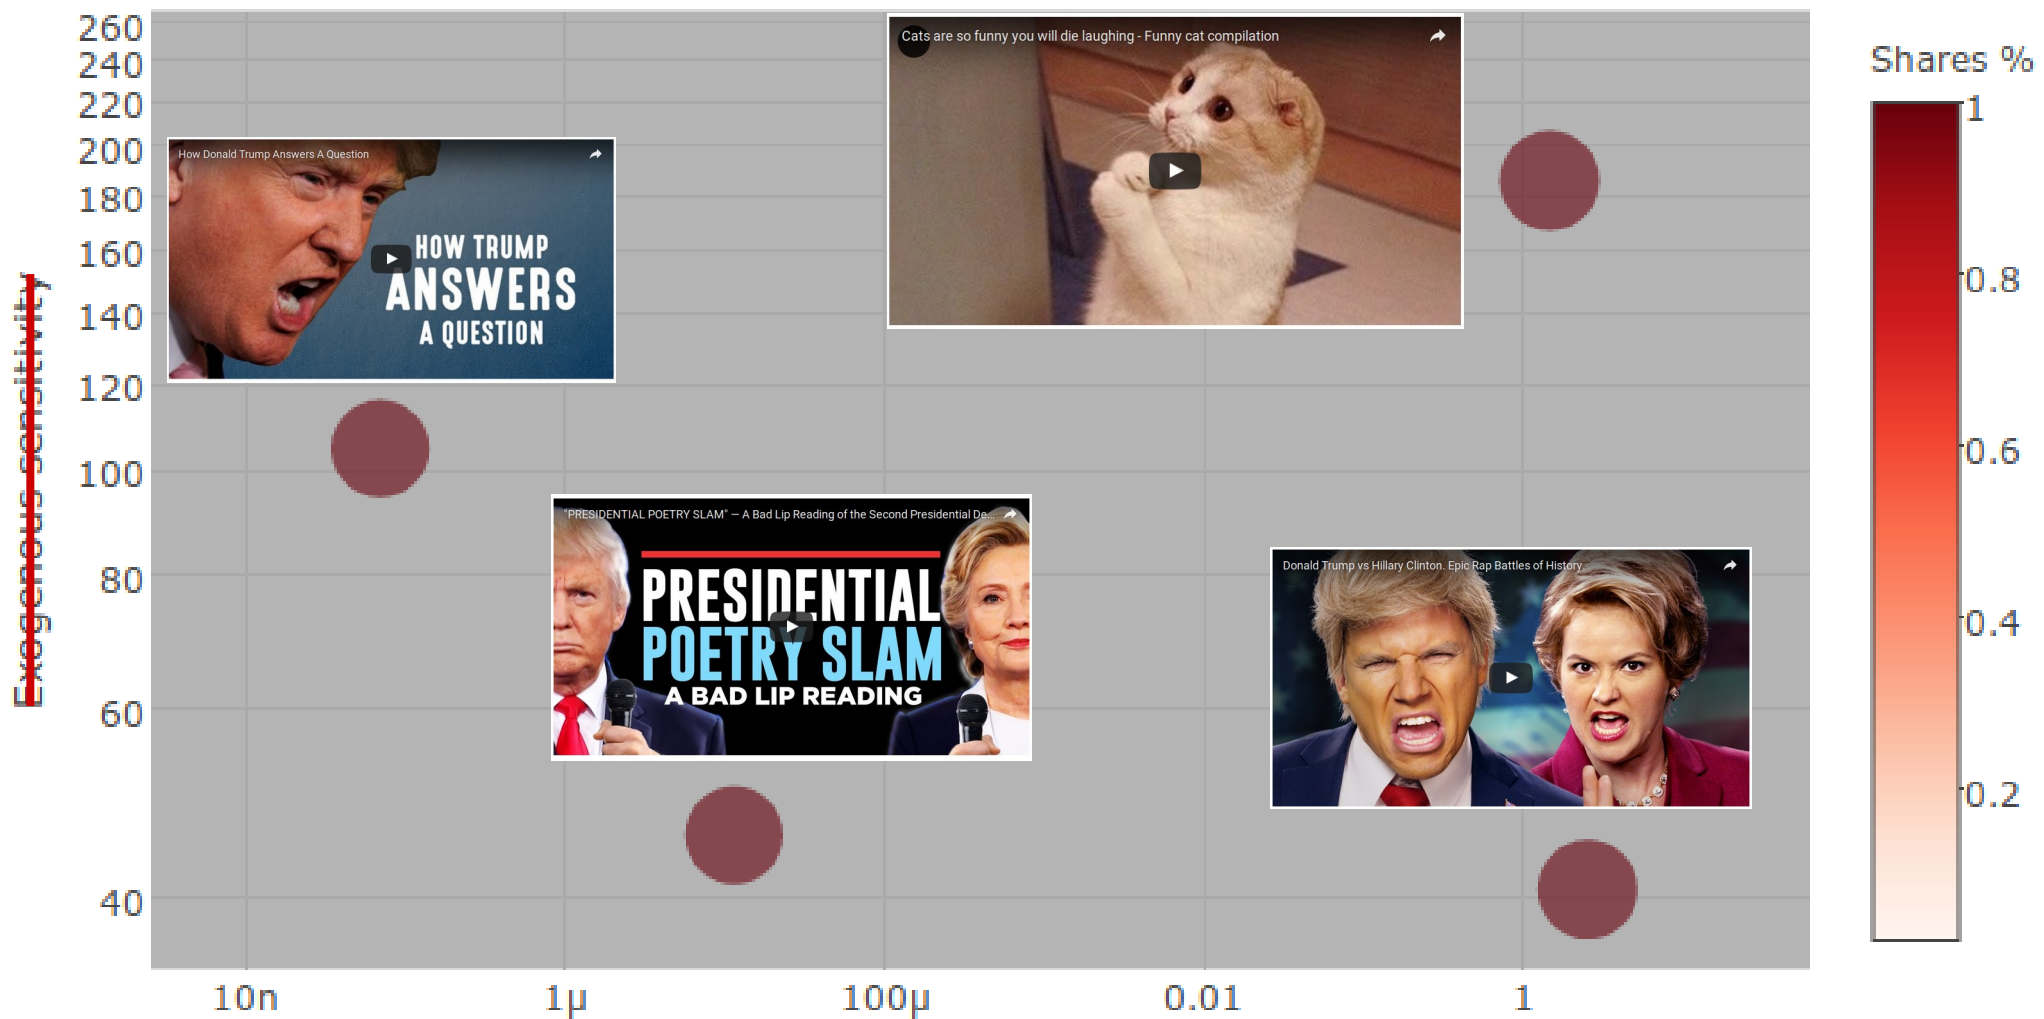 260
240
220
200
180
160
140
120
100
80
60
40
Exogenous sensitivity
10n
1µ
100µ
0.01
1
How Donald Trump Answers A Question
HOW TRUMP
ANSWERS
A QUESTION
Cats are so funny you will die laughing - Funny cat compilation
"PRESIDENTIAL POETRY SLAM" — A Bad Lip Reading of the Second Presidential De...
PRESIDENTIAL
POETRY SLAM
A BAD LIP READING
Donald Trump vs Hillary Clinton. Epic Rap Battles of History.
Shares %
1
0.8
0.6
0.4
0.2